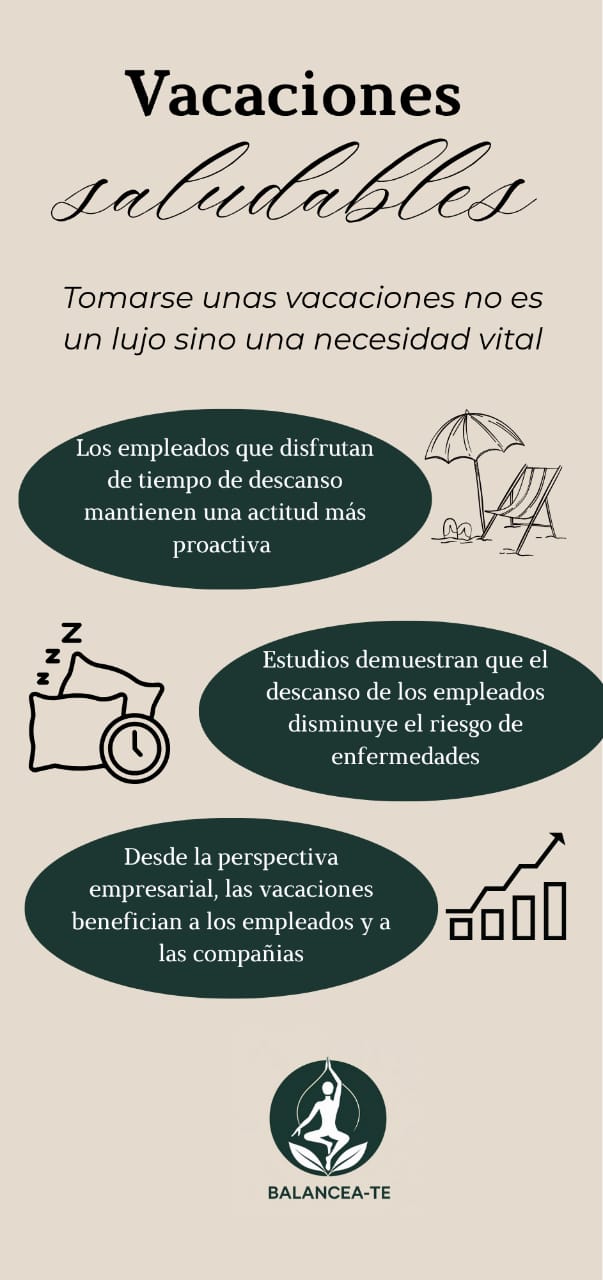 Vacaciones
saludables
Tomarse unas vacaciones no es
un lujo sino una necesidad vital
Los empleados que disfrutan
de tiempo de descanso
mantienen una actitud más
proactiva
Z
Z
Z
Estudios demuestran que el
descanso de los empleados
disminuye el riesgo de
enfermedades
Desde la perspectiva
empresarial, las vacaciones
benefician a los empleados y a
las compañias
BALANCEA-TE